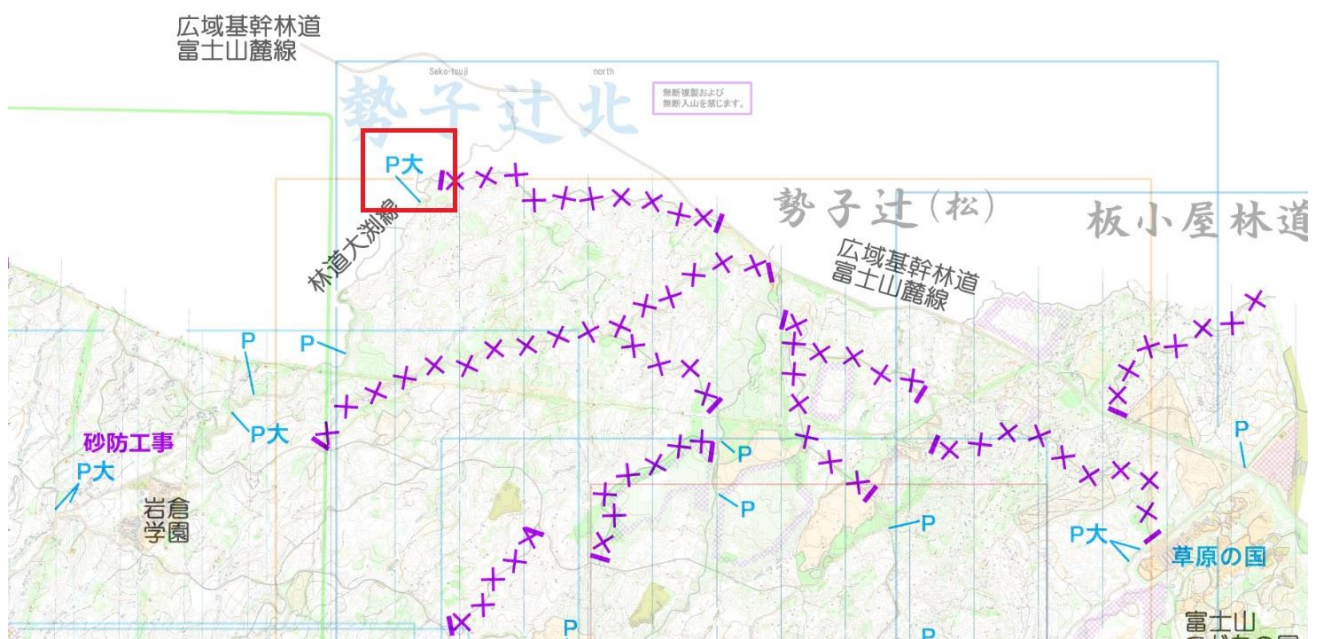 広域基幹林道
富士山麓線
Seko-tsuji north
勢子辻北
無断複製および
無断入山を禁じます。
P大
勢子辻(松)
板小屋林道
林道大渕線
広域基幹林道
富士山麓線
P
P
P大
砂防工事
P大
岩倉
学園
P
P
P
P
P大
草原の国
P
P
富士山